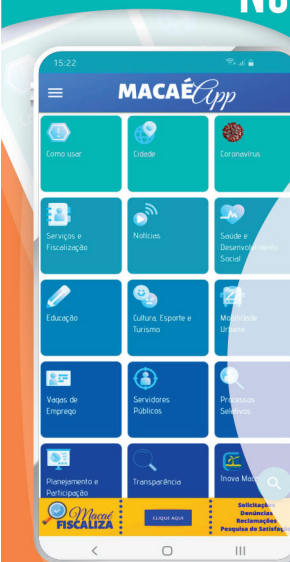 NO
15:22
MACAÉ App
Como usar
Cidade
Coronavírus
Serviços e
Fiscalização
Notícias
Saúde e
Desenvolvimento
Social
Educação
Cultura, Esporte e
Turismo
Mobilidade
Urbana
Vagas de
Emprego
Servidores
Públicos
Processos
Seletivos
Planejamento e
Participação
Transparência
Inova Macaé
Macaé
FISCALIZA
CLIQUE AQUI
Solicitações
Denúncias
Reclamações
Pesquisa de Satisfação